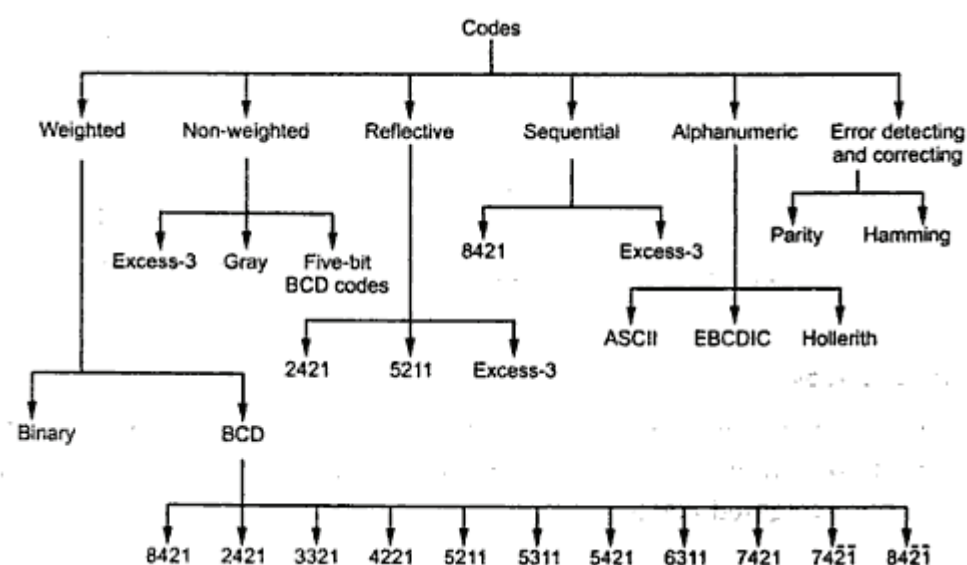 Codes
Weighted
Non-weighted
Reflective
Sequential
Alphanumeric
Error detecting
and correcting
Excess-3
Gray
Five-bit
BCD codes
8421
Excess-3
Parity
Hamming
2421
5211
Excess-3
ASCII
EBCDIC
Hollerith
Binary
BCD
8421
2421
3321
4221
5211
5311
5421
6311
7421
742̅1̅
842̅1̅